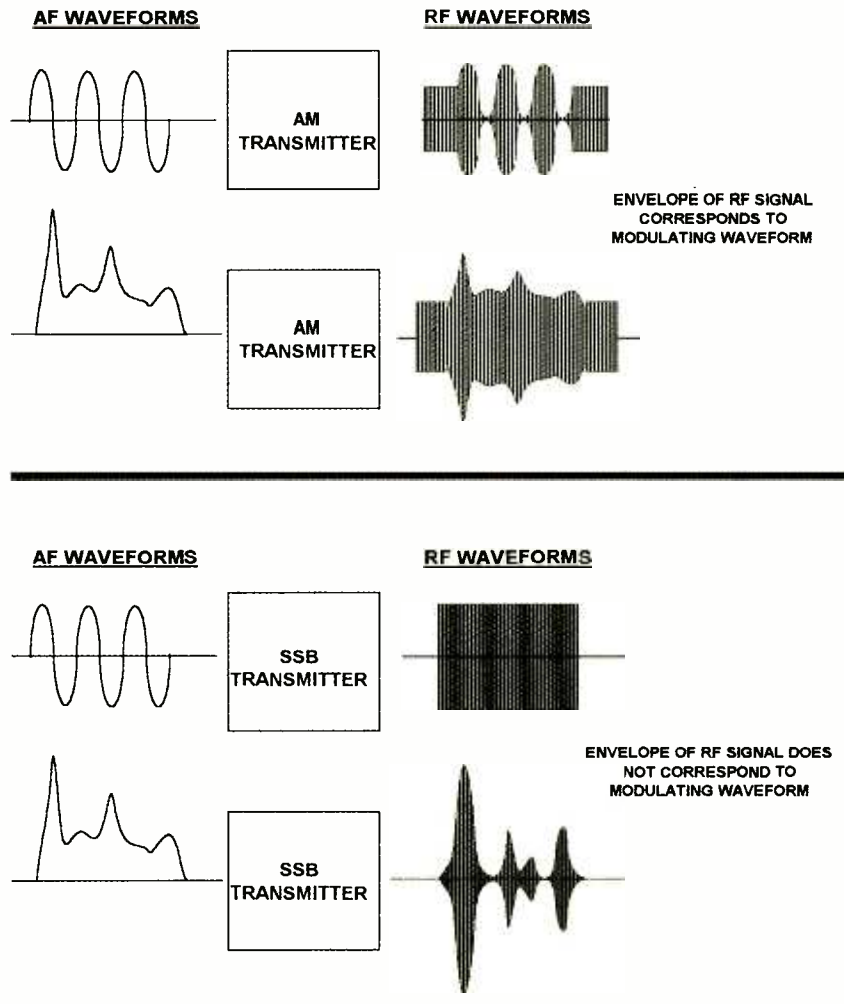 AF WAVEFORMS
RF WAVEFORMS
AM
TRANSMITTER
ENVELOPE OF RF SIGNAL
CORRESPONDS TO
MODULATING WAVEFORM
AM
TRANSMITTER
AF WAVEFORMS
RF WAVEFORMS
SSB
TRANSMITTER
ENVELOPE OF RF SIGNAL DOES
NOT CORRESPOND TO
MODULATING WAVEFORM
SSB
TRANSMITTER